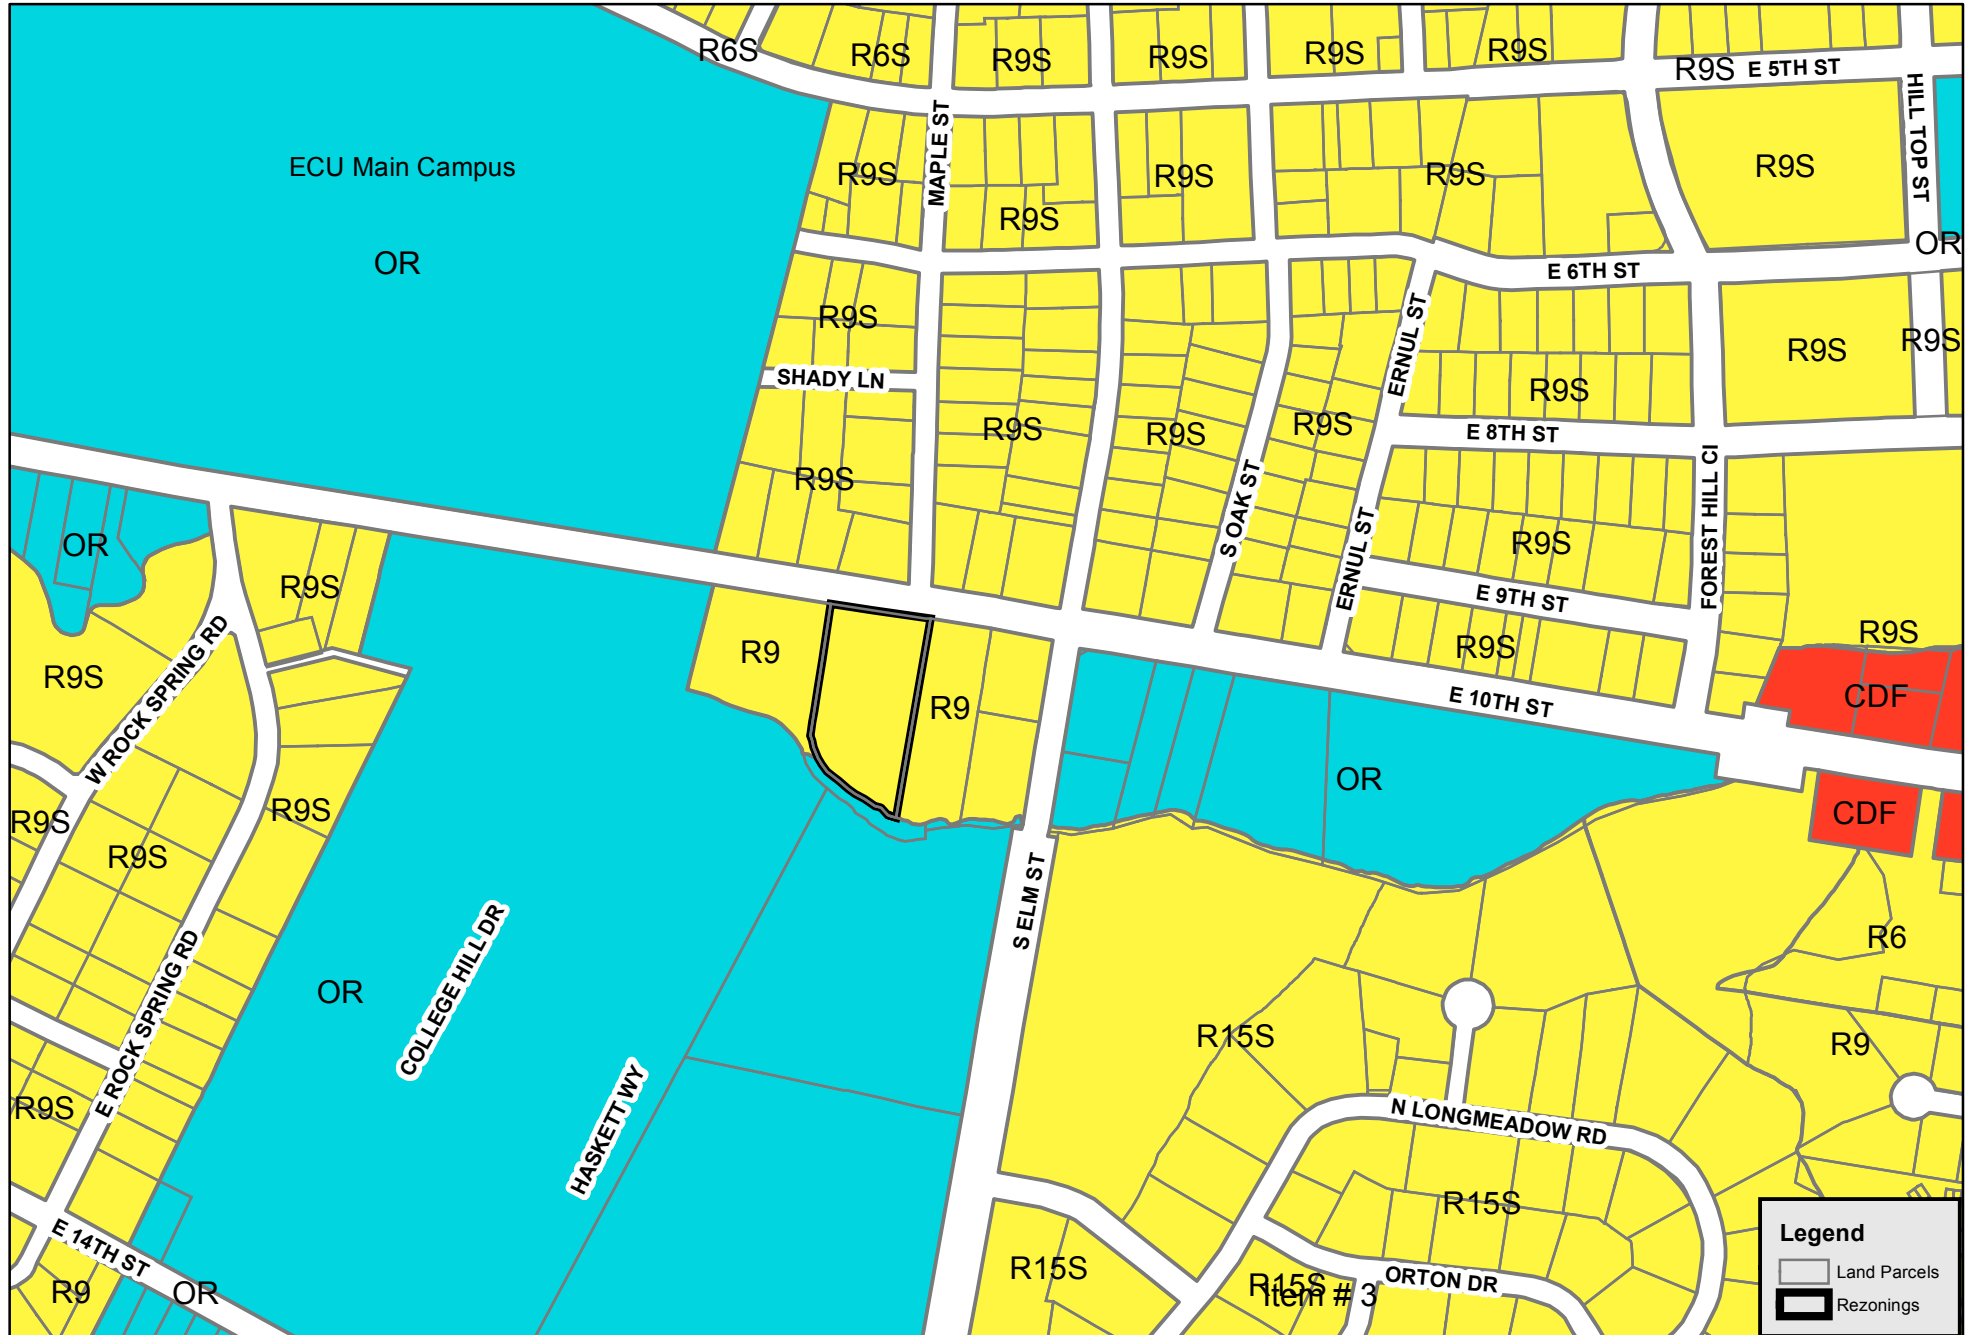 R6S
R6S
R9S
R9S
R9S
R9S
R9S
E 5TH ST
HILL TOP ST
MAPLE ST
ECU Main Campus
R9S
R9S
R9S
R9S
R9S
R9S
OR
OR
E 6TH ST
ERNUL ST
R9S
R9S
R9S
SHADY LN
R9S
R9S
R9S
R9S
E 8TH ST
R9S
S OAK ST
FOREST HILL CI
OR
R9S
ERNUL ST
R9S
E 9TH ST
W ROCK SPRING RD
R9S
R9
R9S
R9S
R9
E 10TH ST
CDF
OR
R9S
R9S
R9S
CDF
S ELM ST
COLLEGE HILL DR
R6
E ROCK SPRING RD
OR
R15S
R9
HASKETT WY
R9S
N LONGMEADOW RD
R15S
E 14TH ST
R15S
R15S
ORTON DR
R9
OR
Item # 3
Legend
Land Parcels
Rezonings